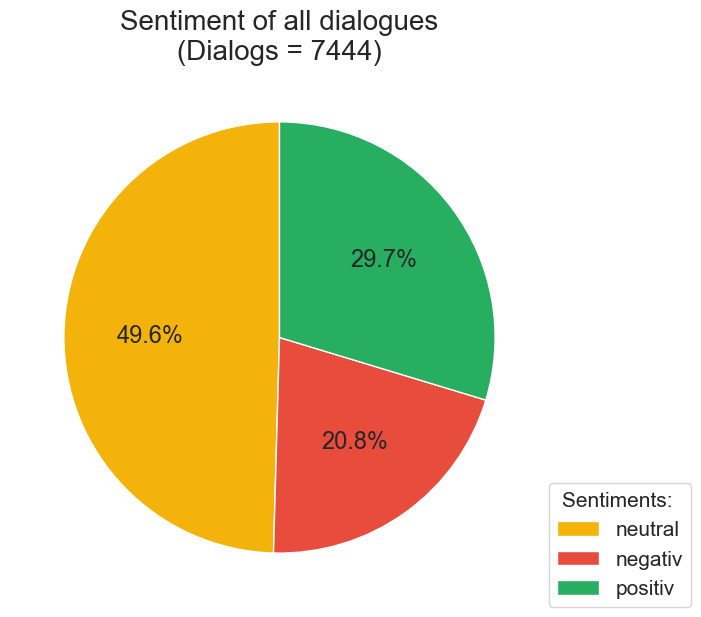 Sentiment of all dialogues
(Dialogs = 7444)
29.7%
49.6%
20.8%
Sentiments:
neutral
negativ
positiv